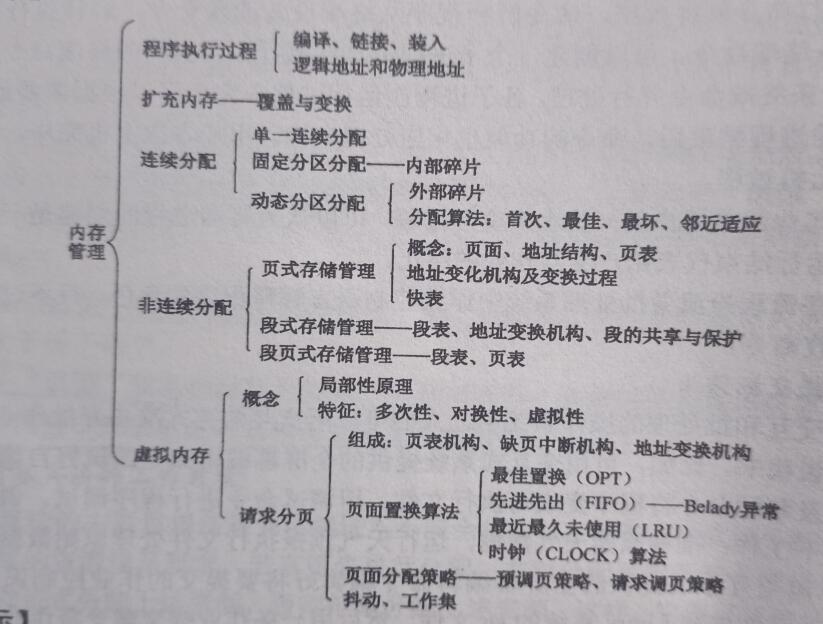 程序执行过程
编译、链接、装入
逻辑地址和物理地址
扩充内存——覆盖与变换
连续分配
单一连续分配
固定分区分配——内部碎片
动态分区分配
外部碎片
分配算法：首次、最佳、最坏、邻近适应
内存
管理
非连续分配
页式存储管理
概念：页面、地址结构、页表
地址变化机构及变换过程
快表
段式存储管理——段表、地址变换机构、段的共享与保护
段页式存储管理——段表、页表
虚拟内存
概念
局部性原理
特征：多次性、对换性、虚拟性
请求分页
组成：页表机构、缺页中断机构、地址变换机构
页面置换算法
最佳置换（OPT）
先进先出（FIFO）——Belady异常
最近最久未使用（LRU）
时钟（CLOCK）算法
页面分配策略——预调页策略、请求调页策略
抖动、工作集
示】